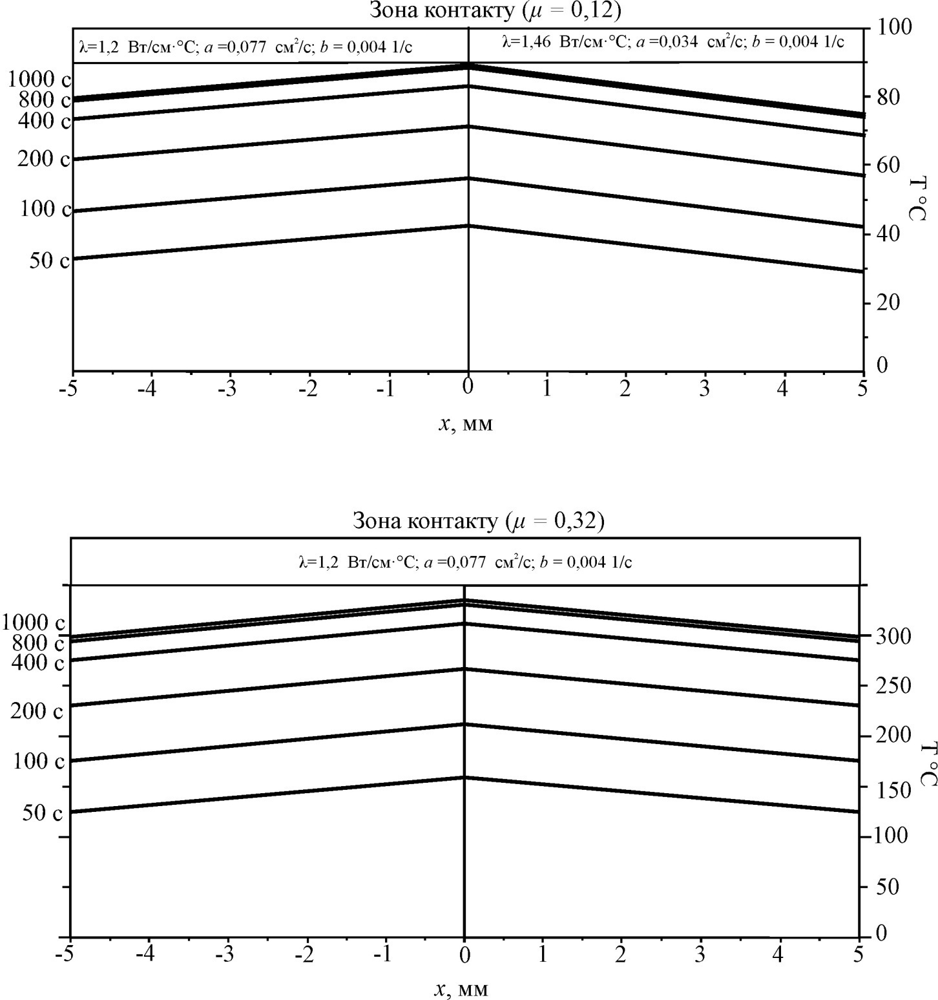 Зона контакту (μ = 0,12)
λ=1,2 Вт/см·°С; a =0,077 см²/с; b = 0,004 1/с
λ=1,46 Вт/см·°С; a =0,034 см²/с; b = 0,004 1/с
1000 с
800 с
400 с
200 с
100 с
50 с
100
80
60
40
20
0
T °C
-5 -4 -3 -2 -1 0 1 2 3 4 5
x, мм
Зона контакту (μ = 0,32)
λ=1,2 Вт/см·°С; a =0,077 см²/с; b = 0,004 1/с
1000 с
800 с
400 с
200 с
100 с
50 с
300
250
200
150
100
50
0
T °C
-5 -4 -3 -2 -1 0 1 2 3 4 5
x, мм